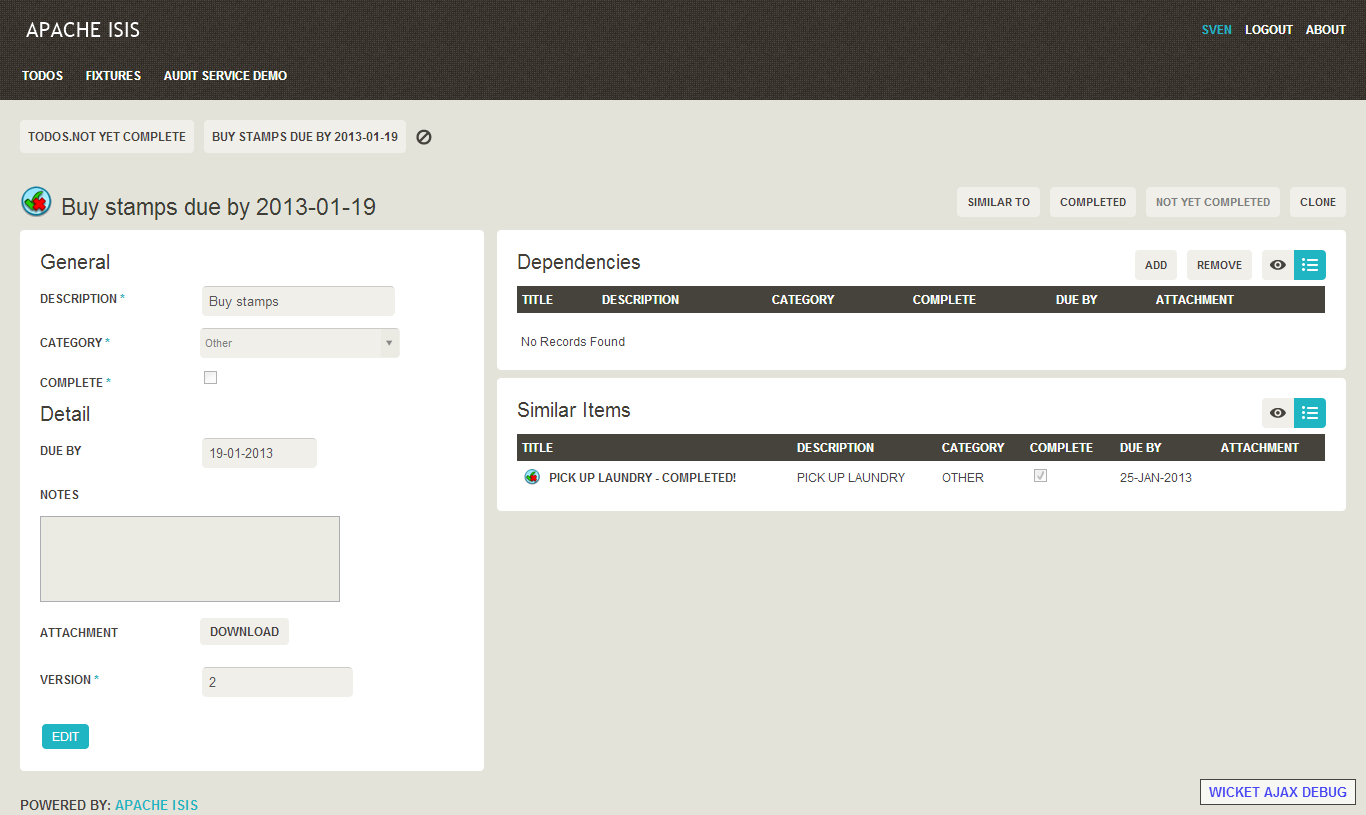 APACHE ISIS
SVEN LOGOUT ABOUT
TODOS FIXTURES AUDIT SERVICE DEMO
TODOS.NOT YET COMPLETE BUY STAMPS DUE BY 2013-01-19
Buy stamps due by 2013-01-19
SIMILAR TO COMPLETED NOT YET COMPLETED CLONE
General
DESCRIPTION * Buy stamps
CATEGORY * Other
COMPLETE *
Detail
DUE BY 19-01-2013
NOTES
ATTACHMENT DOWNLOAD
VERSION * 2
EDIT
Dependencies
ADD REMOVE
TITLE DESCRIPTION CATEGORY COMPLETE DUE BY ATTACHMENT
No Records Found
Similar Items
TITLE DESCRIPTION CATEGORY COMPLETE DUE BY ATTACHMENT
PICK UP LAUNDRY - COMPLETED! PICK UP LAUNDRY OTHER 25-JAN-2013
POWERED BY: APACHE ISIS
WICKET AJAX DEBUG